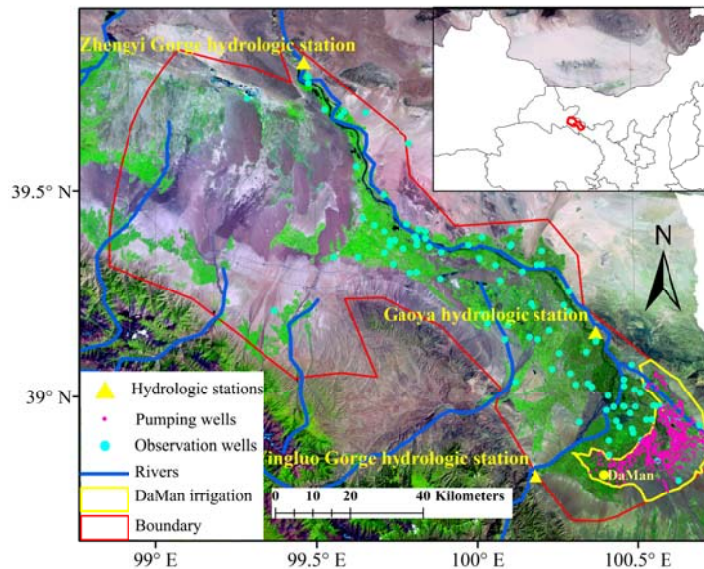 Zhengyi Gorge hydrologic station
39.5° N
N
Gaoya hydrologic station
39° N
Hydrologic stations
Pumping wells
Observation wells
Rivers
DaMan irrigation
Boundary
ingluo Gorge hydrologic station
DaMan
0 10 20 40 Kilometers
99° E
99.5° E
100° E
100.5° E